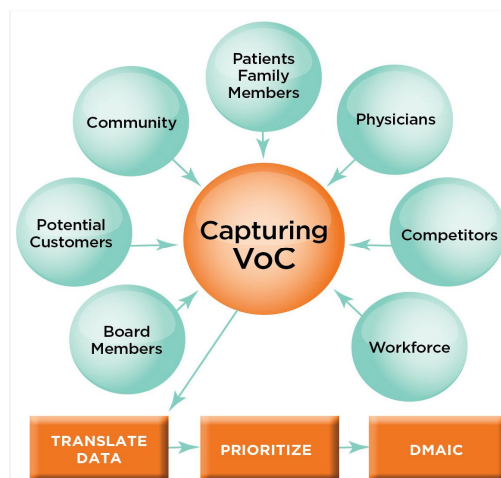 Patients
Family
Members
Community
Physicians
Capturing
VoC
Potential
Customers
Competitors
Board
Members
Workforce
TRANSLATE
DATA
PRIORITIZE
DMAIC